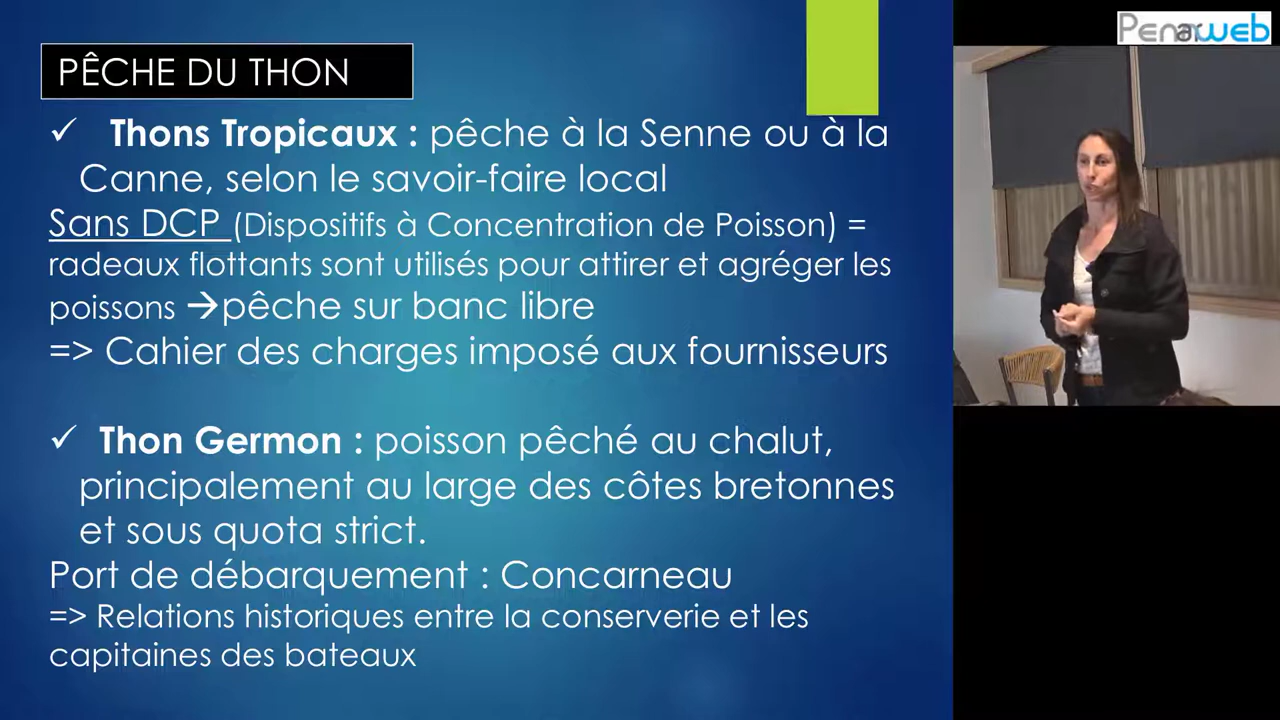 PÊCHE DU THON
✓ Thons Tropicaux : pêche à la Senne ou à la
Canne, selon le savoir-faire local
Sans DCP (Dispositifs à Concentration de Poisson) =
radeaux flottants sont utilisés pour attirer et agréger les
poissons →pêche sur banc libre
=> Cahier des charges imposé aux fournisseurs
✓ Thon Germon : poisson pêché au chalut,
principalement au large des côtes bretonnes
et sous quota strict.
Port de débarquement : Concarneau
=> Relations historiques entre la conserverie et les
capitaines des bateaux
Penarweb